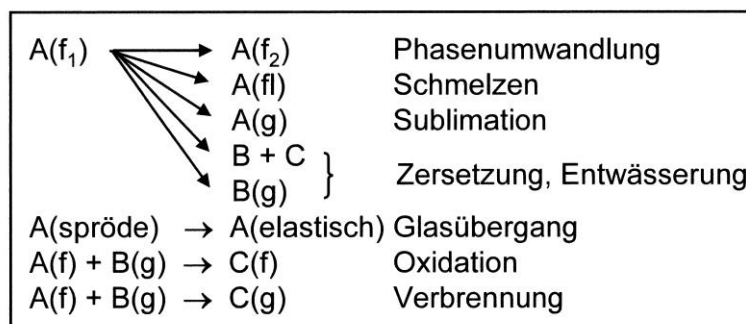 A(f₁) A(f₂) Phasenumwandlung
A(fl) Schmelzen
A(g) Sublimation
B + C
B(g) } Zersetzung, Entwässerung
A(spröde) → A(elastisch) Glasübergang
A(f) + B(g) → C(f) Oxidation
A(f) + B(g) → C(g) Verbrennung